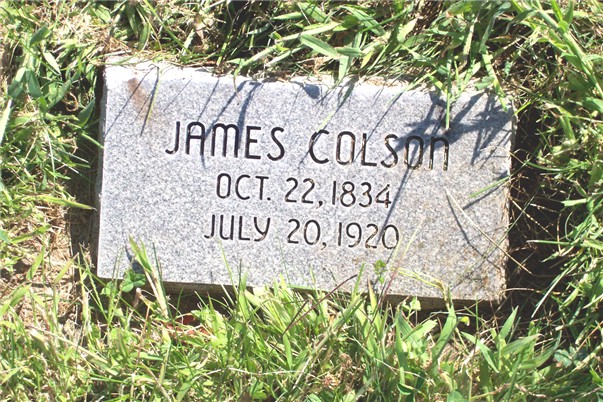 JAMES COLSON
OCT. 22, 1834
JULY 20, 1920